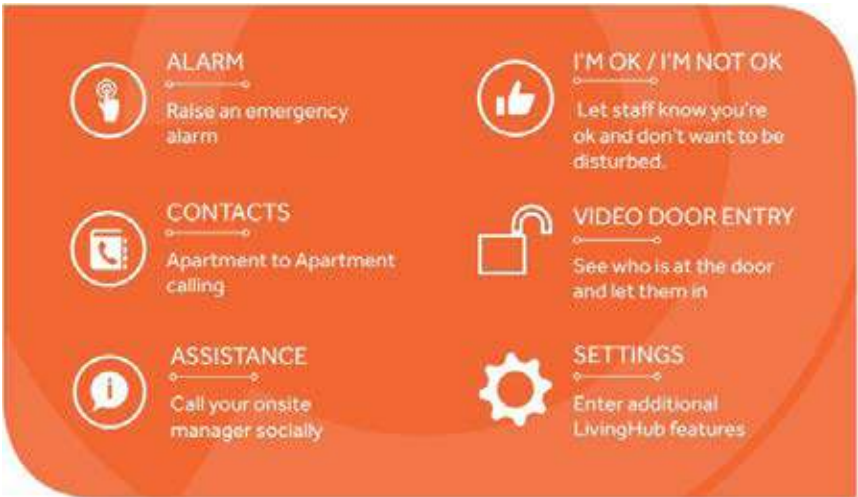 ALARM
Raise an emergency
alarm
I'M OK / I'M NOT OK
Let staff know you're
ok and don't want to be
disturbed.
CONTACTS
Apartment to Apartment
calling
VIDEO DOOR ENTRY
See who is at the door
and let them in
ASSISTANCE
Call your onsite
manager socially
SETTINGS
Enter additional
LivingHub features